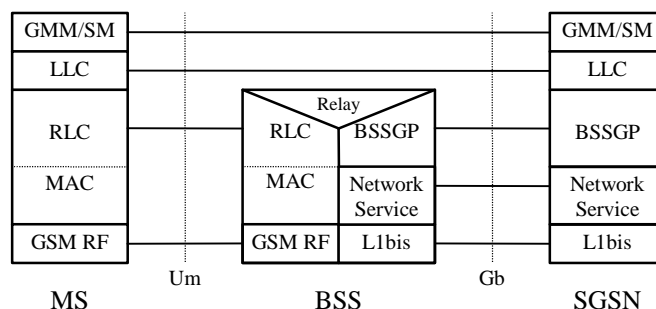 GMM/SM
GMM/SM
LLC
LLC
Relay
RLC
RLC
BSSGP
BSSGP
MAC
MAC
Network
Service
Network
Service
GSM RF
GSM RF
L1bis
L1bis
Um
Gb
MS
BSS
SGSN